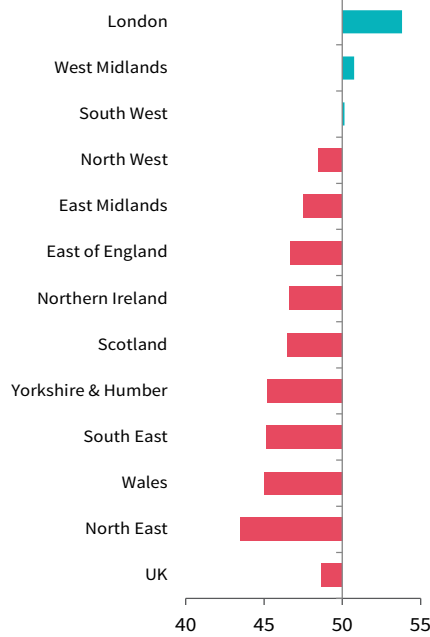 London
West Midlands
South West
North West
East Midlands
East of England
Northern Ireland
Scotland
Yorkshire & Humber
South East
Wales
North East
UK
40 45 50 55